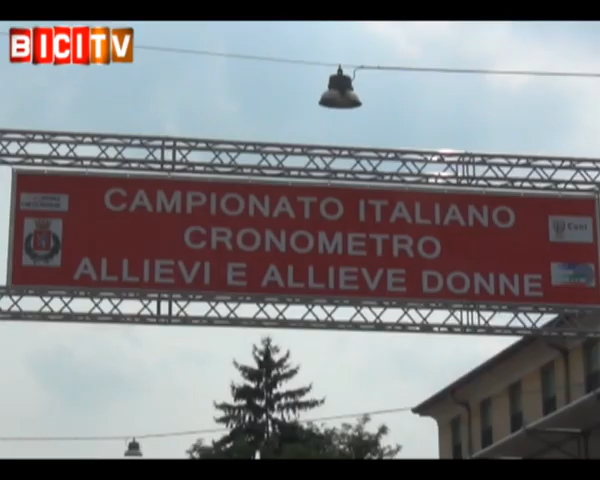 BICITV
CAMPIONATO ITALIANO
CRONOMETRO
ALLIEVI E ALLIEVE DONNE